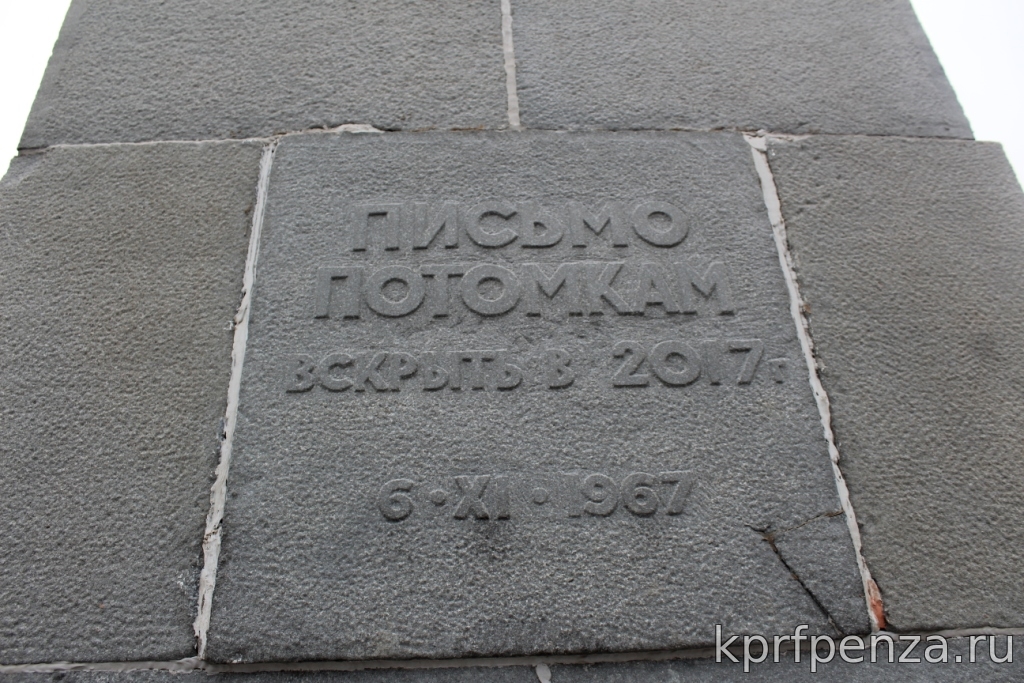 ПИСЬМО
ПОТОМКАМ
ВСКРЫТЬ В 2017 г
6·XI·1967
kprfpenza.ru